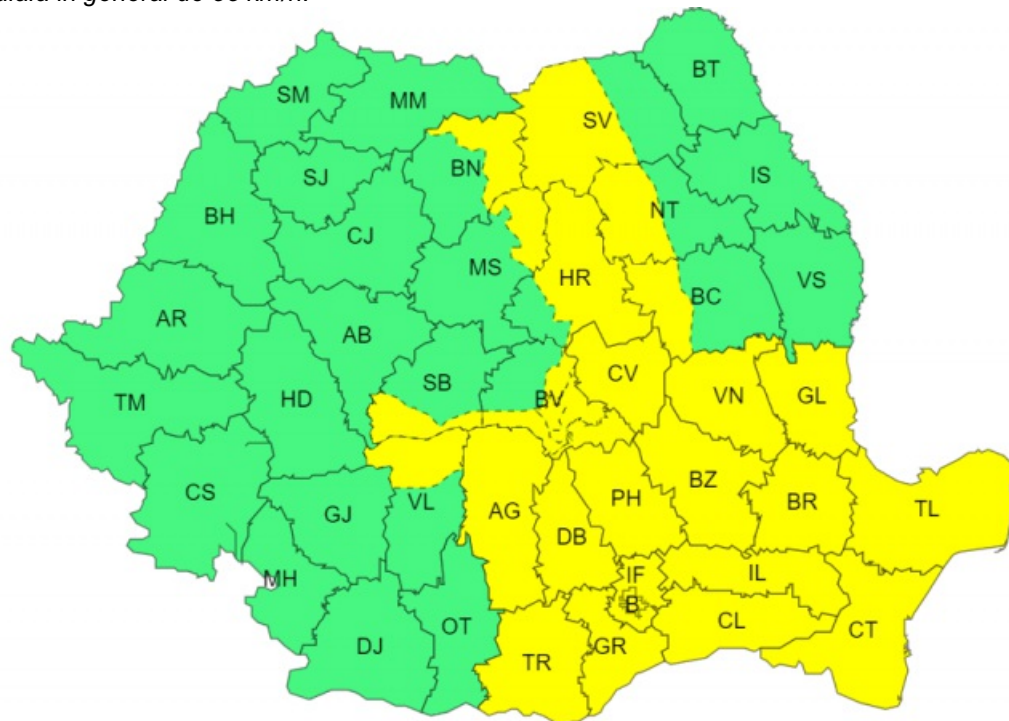 în general de
BT
SM
MM
SV
BN
IS
SJ
BH
CJ
NT
MS
HR
BC
VS
AR
AB
CV
SB
BV
VN
GL
TM
HD
CS
GJ
VL
AG
PH
BZ
BR
TL
DB
IF
IL
MH
B
CL
CT
OT
DJ
TR
GR